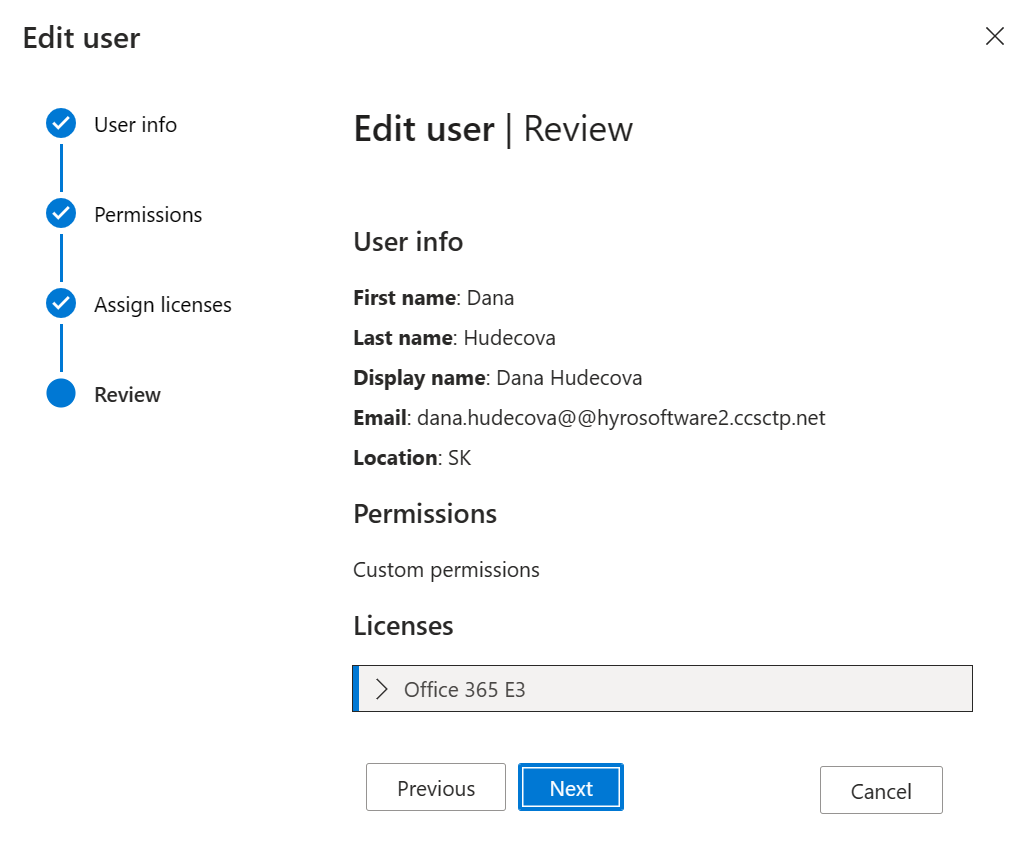 Edit user
User info
Permissions
Assign licenses
Review
Edit user | Review
User info
First name: Dana
Last name: Hudecova
Display name: Dana Hudecova
Email: dana.hudecova@@hyrosoftware2.ccsctp.net
Location: SK
Permissions
Custom permissions
Licenses
Office 365 E3
Previous
Next
Cancel